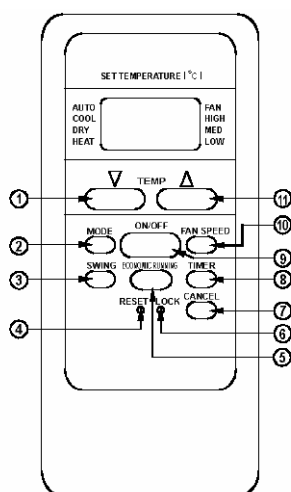 SET TEMPERATURE [°C]
AUTO FAN
COOL HIGH
DRY MED
HEAT LOW
TEMP
① ⑪
⑩
ON/OFF
MODE FAN SPEED
② ⑨
SWING ECONOMIC RUNNING TIMER
③ ⑧
RESET LOCK CANCEL
④ ⑥ ⑦
⑤